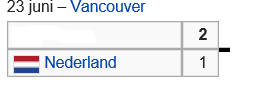 23 juni – Vancouver
2
Nederland 1